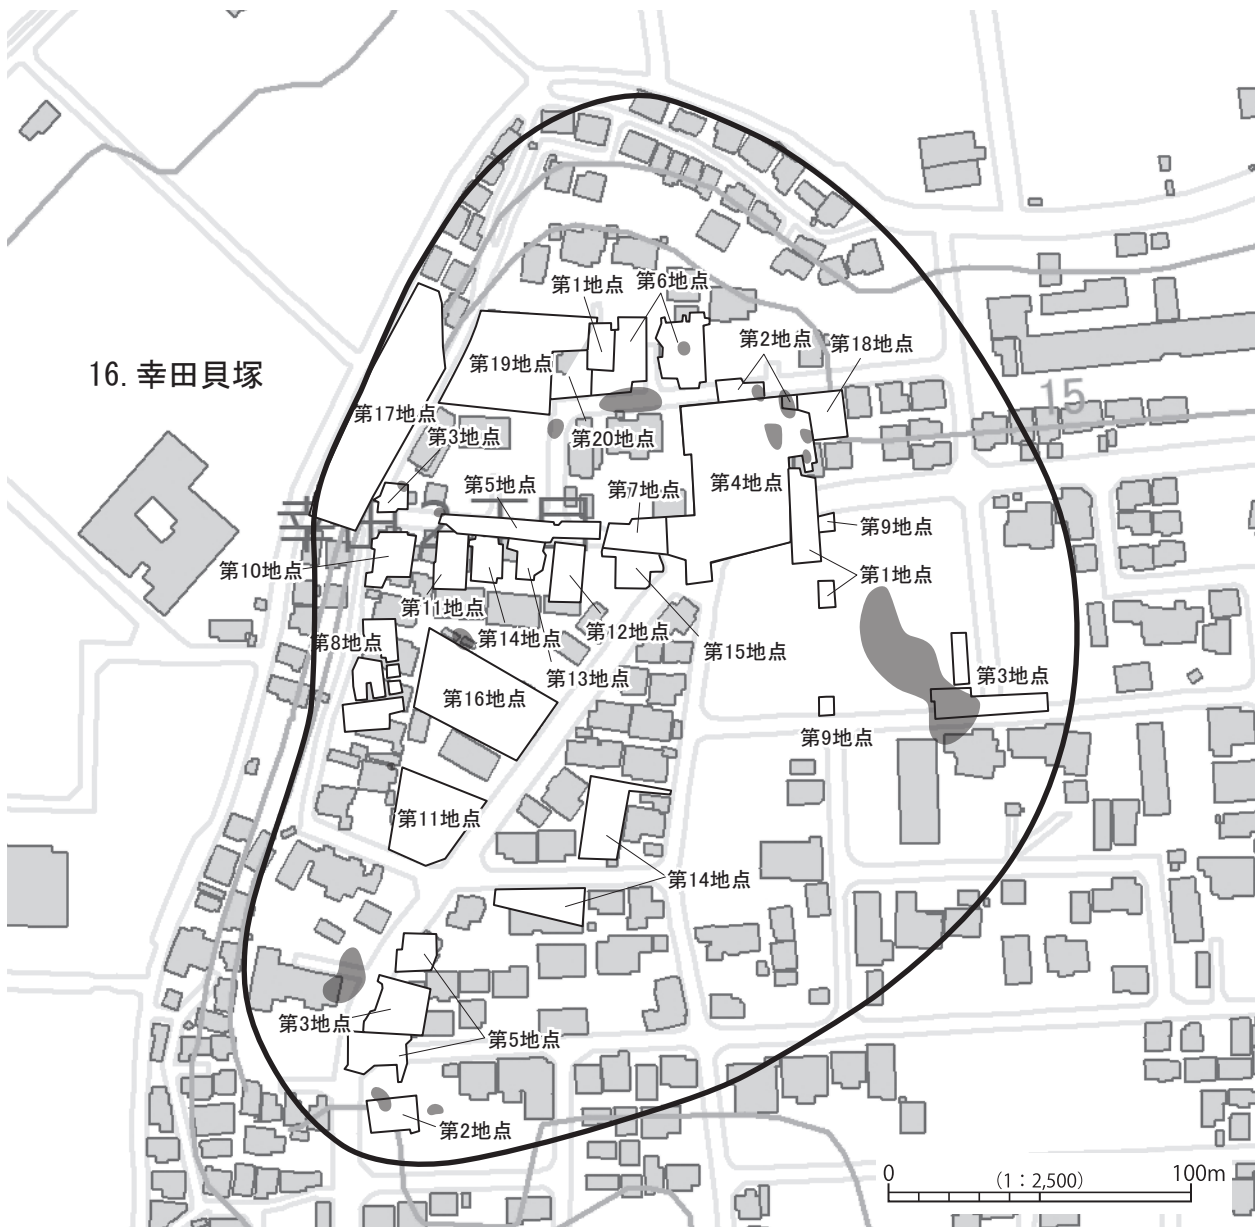 第1地点
第6地点
第2地点
第18地点
16. 幸田貝塚
第19地点
15
第17地点
第3地点
第20地点
第5地点
第7地点
第4地点
第9地点
第10地点
第1地点
第11地点
第8地点
第14地点
第12地点
第15地点
第13地点
第3地点
第16地点
第9地点
第11地点
第14地点
第3地点
第5地点
第2地点
0
(1：2,500)
100m